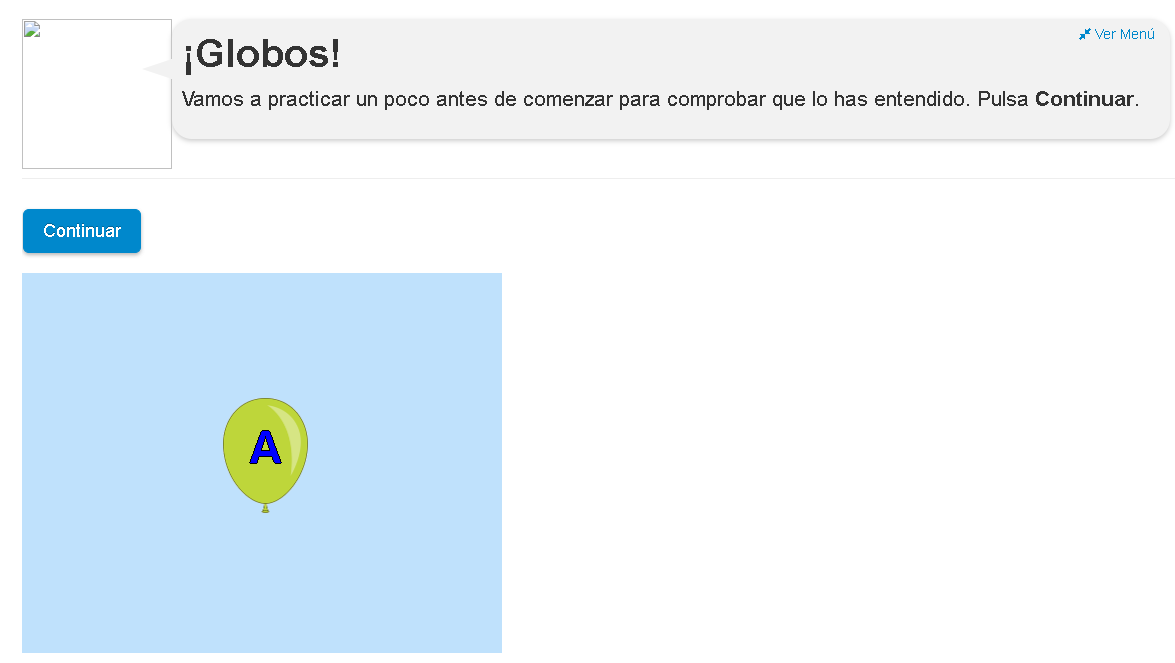 Ver Menú
¡Globos!
Vamos a practicar un poco antes de comenzar para comprobar que lo has entendido. Pulsa Continuar.
Continuar
A